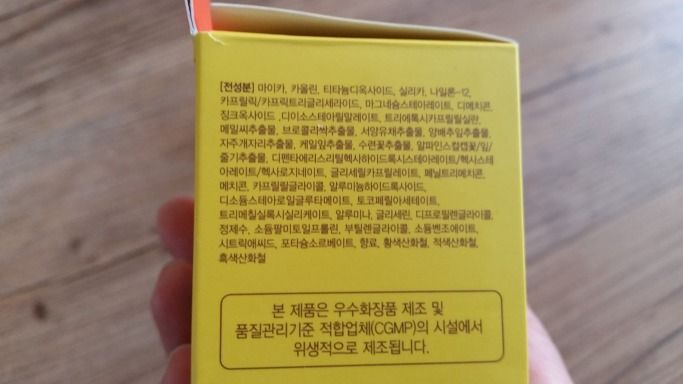 [전성분] 마이카, 카올린, 티타늄디옥사이드, 실리카, 나일론-12,
카프릴릭/카프릭트리글리세라이드, 마그네슘스테아레이트, 디메치콘,
징크옥사이드 ,디이소스테아릴말레이트, 트리에톡시카프릴릴실란,
메밀씨추출물, 브로콜리싹추출물, 서양유채추출물, 양배추잎추출물,
자주개자리추출물, 케일잎추출물, 수련꽃추출물, 알파인스컬캡꽃/잎/
줄기추출물, 디펜타에리스리틸헥사하이드록시스테아레이트/헥사스테
아레이트/헥사로지네이트, 글리세릴카프릴레이트, 페닐트리메치콘,
메치콘, 카프릴릴글라이콜, 알루미늄하이드록사이드,
디소듐스테아로일글루타메이트, 토코페릴아세테이트,
트리메칠실록시실리케이트, 알루미나, 글리세린, 디프로필렌글라이콜,
정제수, 소듐팔미토일프롤린, 부틸렌글라이콜, 소듐벤조에이트,
시트릭애씨드, 포타슘소르베이트, 향료, 황색산화철, 적색산화철,
흑색산화철
본 제품은 우수화장품 제조 및
품질관리기준 적합업체(CGMP)의 시설에서
위생적으로 제조됩니다.